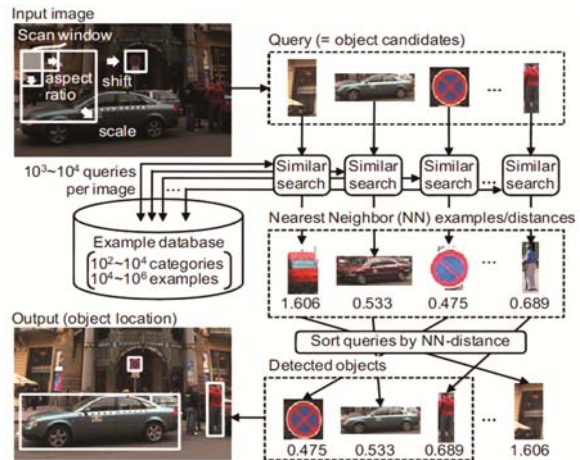 Input image
Scan window
aspect
ratio
shift
scale
Query (= object candidates)
...
10³~10⁴ queries
per image
...
Similar
search
Similar
search
Similar
search
...
Similar
search
Example database
10²~10⁴ categories
10⁴~10⁶ examples
Nearest Neighbor (NN) examples/distances
...
1.606
0.533
0.475
0.689
Sort queries by NN-distance
Output (object location)
Detected objects
...
0.475
0.533
0.689
1.606